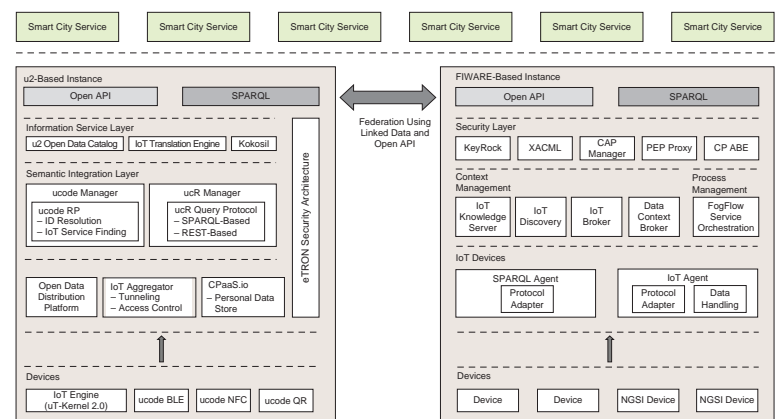 Smart City Service
Smart City Service
Smart City Service
Smart City Service
Smart City Service
Smart City Service
u2-Based Instance
Open API
SPARQL
Information Service Layer
u2 Open Data Catalog
IoT Translation Engine
Kokosil
Semantic Integration Layer
ucode Manager
ucode RP
– ID Resolution
– IoT Service Finding
ucR Manager
ucR Query Protocol
– SPARQL-Based
– REST-Based
eTRON Security Architecture
Open Data
Distribution
Platform
IoT Aggregator
– Tunneling
– Access Control
CPaaS.io
– Personal Data
Store
Devices
IoT Engine
(uT-Kernel 2.0)
ucode BLE
ucode NFC
ucode QR
Federation Using
Linked Data and
Open API
FIWARE-Based Instance
Open API
SPARQL
Security Layer
KeyRock
XACML
CAP
Manager
PEP Proxy
CP ABE
Context
Management
Process
Management
IoT
Knowledge
Server
IoT
Discovery
IoT
Broker
Data
Context
Broker
FogFlow
Service
Orchestration
IoT Devices
SPARQL Agent
Protocol
Adapter
IoT Agent
Protocol
Adapter
Data
Handling
Devices
Device
Device
NGSI Device
NGSI Device